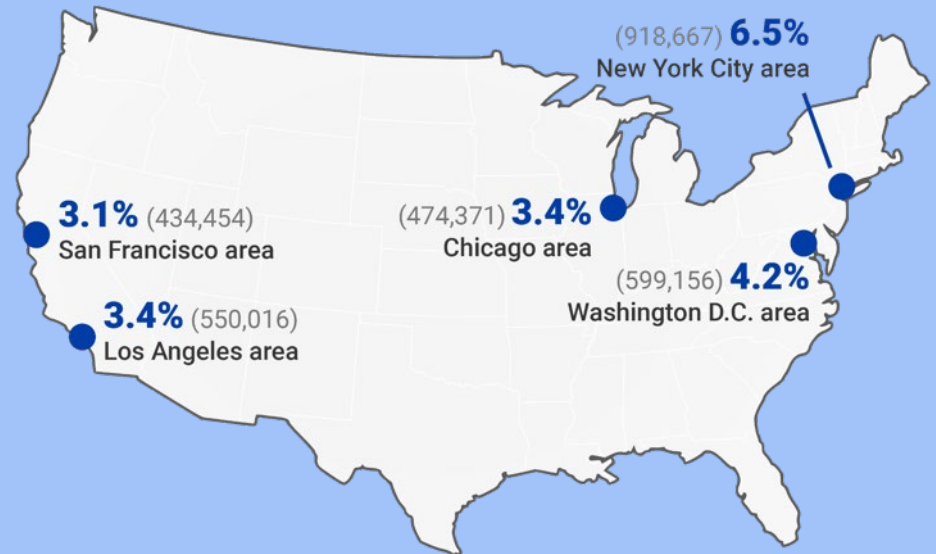 (918,667) 6.5%
New York City area
3.1% (434,454)
San Francisco area
(474,371) 3.4%
Chicago area
(599,156) 4.2%
Washington D.C. area
3.4% (550,016)
Los Angeles area